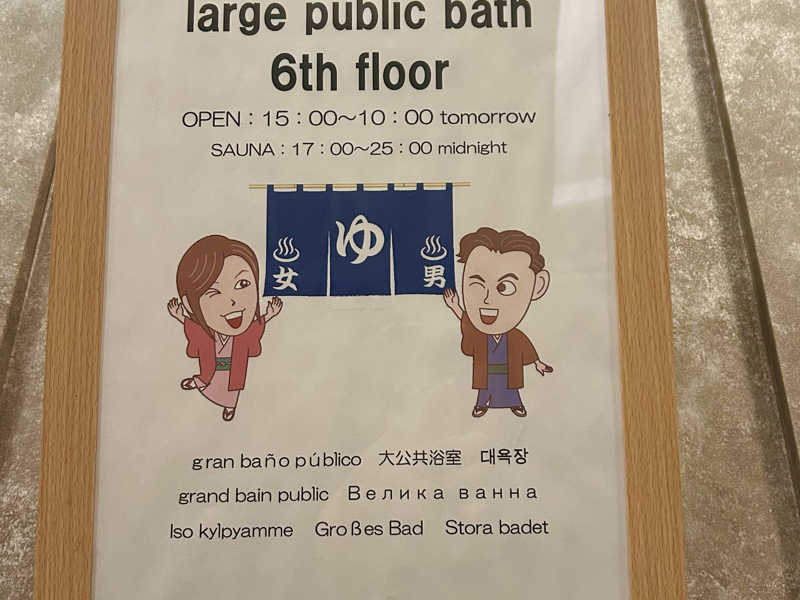 large public bath
6th floor
OPEN：15：00～10：00 tomorrow
SAUNA：17：00～25：00 midnight
ゆ
女
男
gran baño público 大公共浴室 대욕장
grand bain public Велика ванна
Iso kylpyamme Großes Bad Stora badet